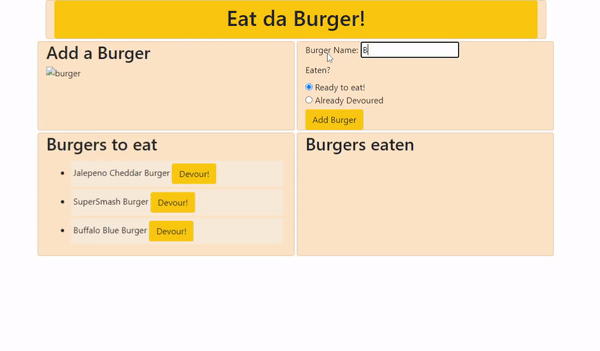 Eat da Burger!
Add a Burger
burger
Burger Name: B
Eaten?
Ready to eat!
Already Devoured
Add Burger
Burgers to eat
Jalepeno Cheddar Burger Devour!
SuperSmash Burger Devour!
Buffalo Blue Burger Devour!
Burgers eaten